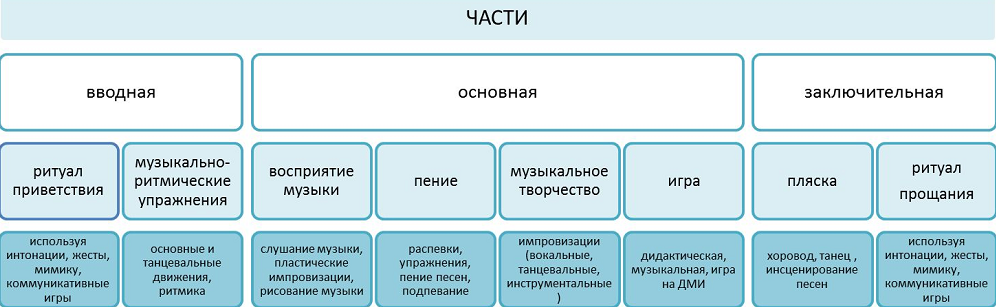 ЧАСТИ
вводная
основная
заключительная
ритуал
приветствия
музыкально-
ритмические
упражнения
восприятие
музыки
пение
музыкальное
творчество
игра
пляска
ритуал
прощания
используя
интонации, жесты,
мимику,
коммуникативные
игры
основные и
танцевальные
движения,
ритмика
слушание музыки,
пластические
импровизации,
рисование музыки
распевки,
упражнения,
пение песен,
подпевание
импровизации
(вокальные,
танцевальные,
инструментальные
)
дидактическая,
музыкальная, игра
на ДМИ
хоровод, танец ,
инсценирование
песен
используя
интонации, жесты,
мимику,
коммуникативные
игры